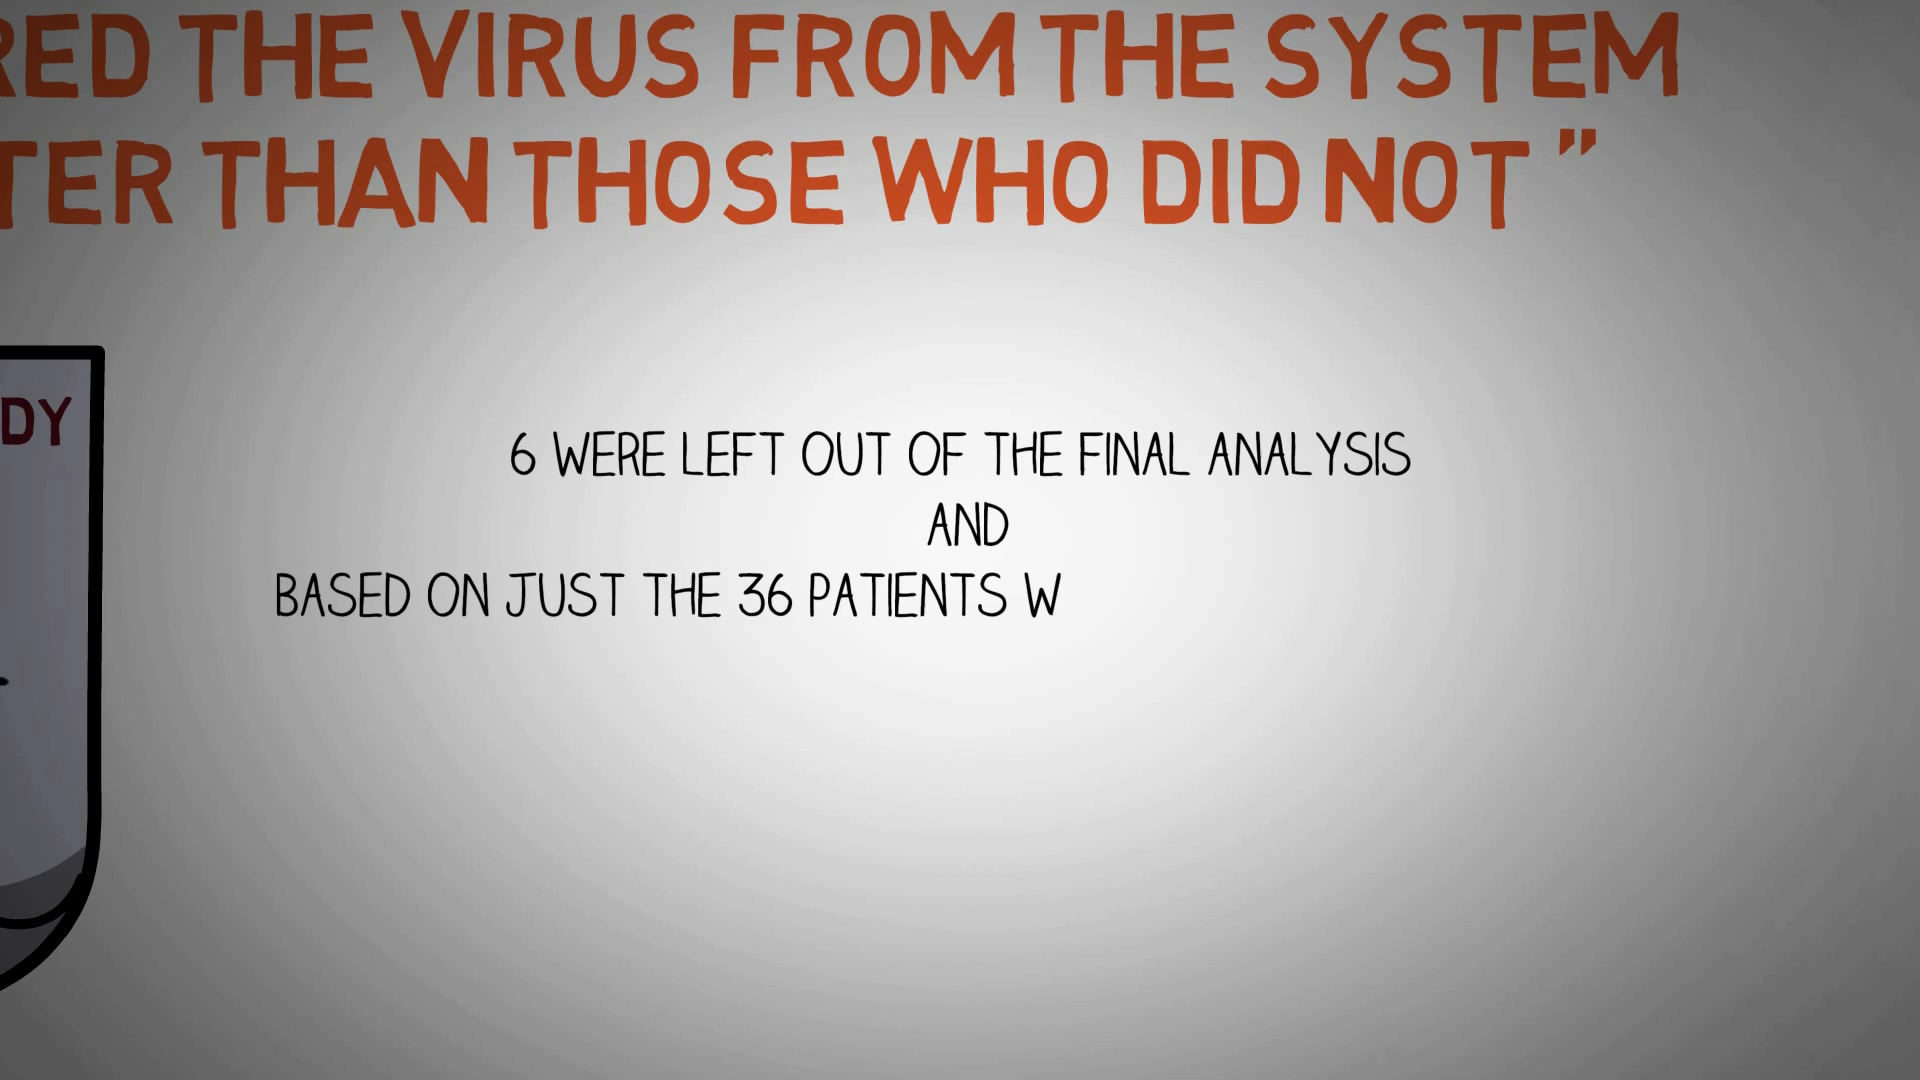 RED THE VIRUS FROM THE SYSTEM
TER THAN THOSE WHO DID NOT "
DY
6 WERE LEFT OUT OF THE FINAL ANALYSIS
AND
BASED ON JUST THE 36 PATIENTS W